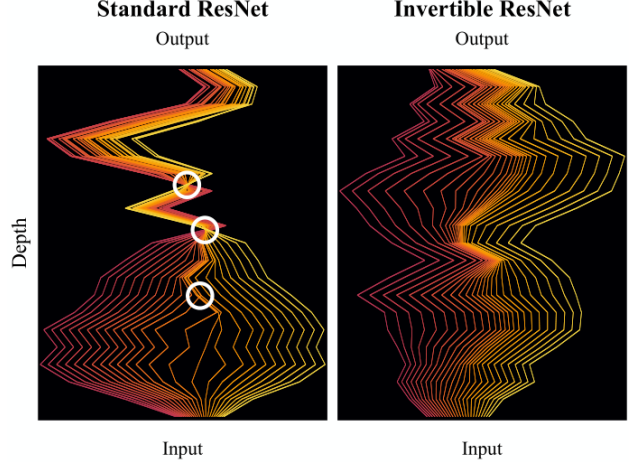 Standard ResNet
Invertible ResNet
Output
Output
Depth
Input
Input